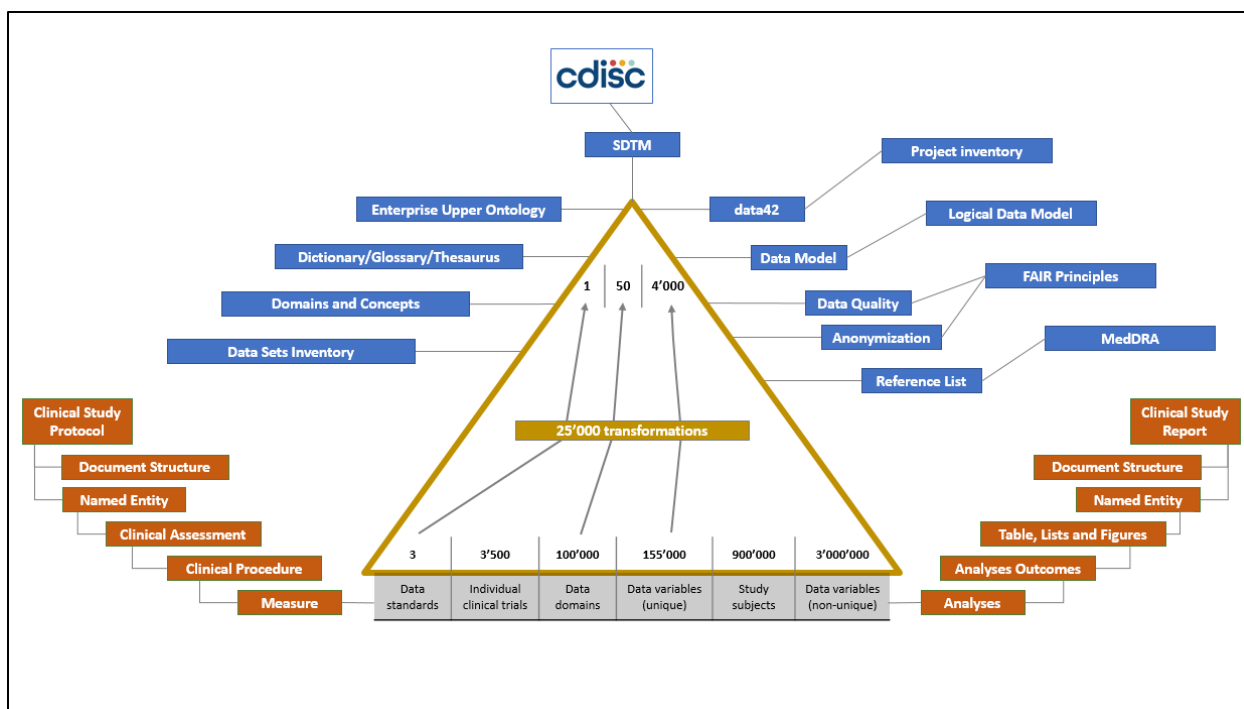 cdisc
SDTM
Project inventory
Enterprise Upper Ontology
data42
Logical Data Model
Dictionary/Glossary/Thesaurus
Data Model
1
50
4’000
FAIR Principles
Domains and Concepts
Data Quality
Anonymization
MedDRA
Data Sets Inventory
Reference List
Clinical Study
Protocol
Clinical Study
Report
25’000 transformations
Document Structure
Document Structure
Named Entity
Named Entity
Clinical Assessment
Table, Lists and Figures
3
3’500
100’000
155’000
900’000
3’000’000
Clinical Procedure
Analyses Outcomes
Data
standards
Individual
clinical trials
Data
domains
Data variables
(unique)
Study
subjects
Data variables
(non-unique)
Measure
Analyses